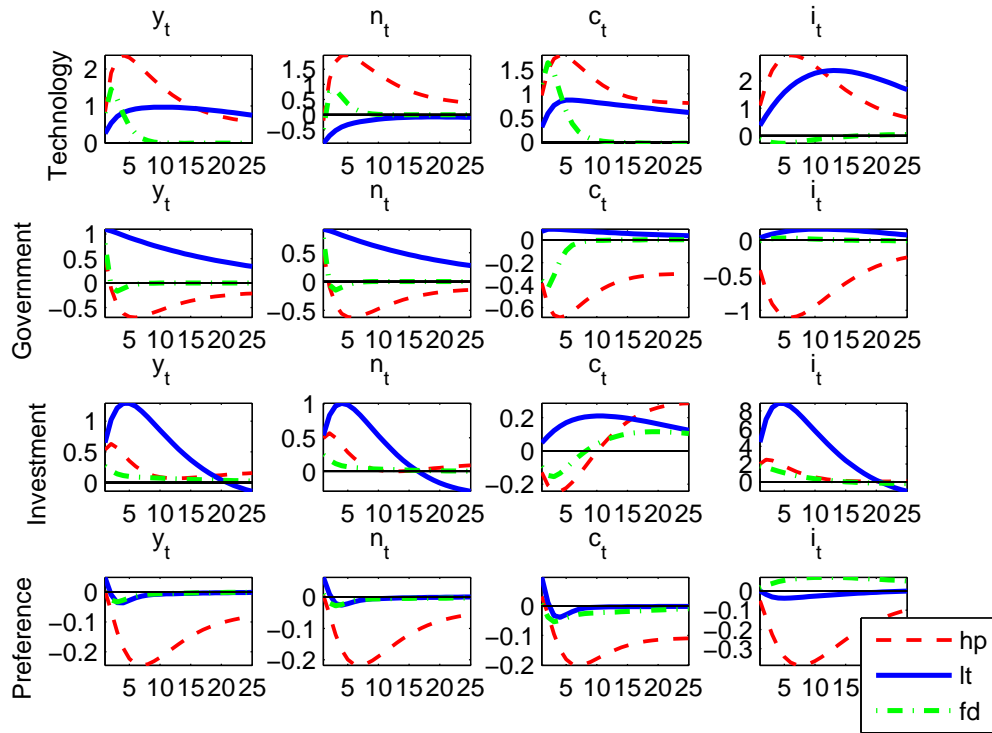 y_t n_t c_t i_t
Technology
2 1 0
1.5 1 0.5 0 −0.5
1.5 1 0.5 0
2 1 0
5 10 15 20 25 5 10 15 20 25 5 10 15 20 25 5 10 15 20 25
y_t n_t c_t i_t
Government
1 0.5 0 −0.5
0.5 0 −0.5
0 −0.2 −0.4 −0.6
0 −0.5 −1
5 10 15 20 25 5 10 15 20 25 5 10 15 20 25 5 10 15 20 25
y_t n_t c_t i_t
Investment
1 0.5 0
1 0.5 0
0.2 0 −0.2
8 6 4 2 0
5 10 15 20 25 5 10 15 20 25 5 10 15 20 25 5 10 15 20 25
y_t n_t c_t i_t
Preference
0 −0.1 −0.2
0 −0.1 −0.2
0 −0.1 −0.2
0 −0.1 −0.2 −0.3
5 10 15 20 25 5 10 15 20 25 5 10 15 20 25
hp
lt
fd